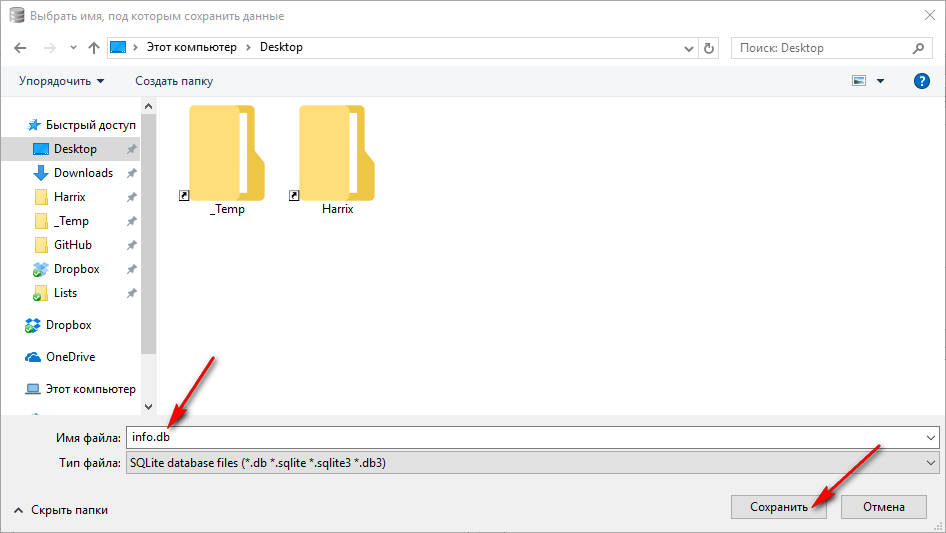 Выбрать имя, под которым сохранить данные
Этот компьютер Desktop
Поиск: Desktop
Упорядочить
Создать папку
?
Быстрый доступ
Desktop
Downloads
Harrix
_Temp
GitHub
Dropbox
Lists
Dropbox
OneDrive
Этот компьютер
_Temp
Harrix
Имя файла: info.db
Тип файла: SQLite database files (*.db *.sqlite *.sqlite3 *.db3)
Скрыть папки
Сохранить
Отмена